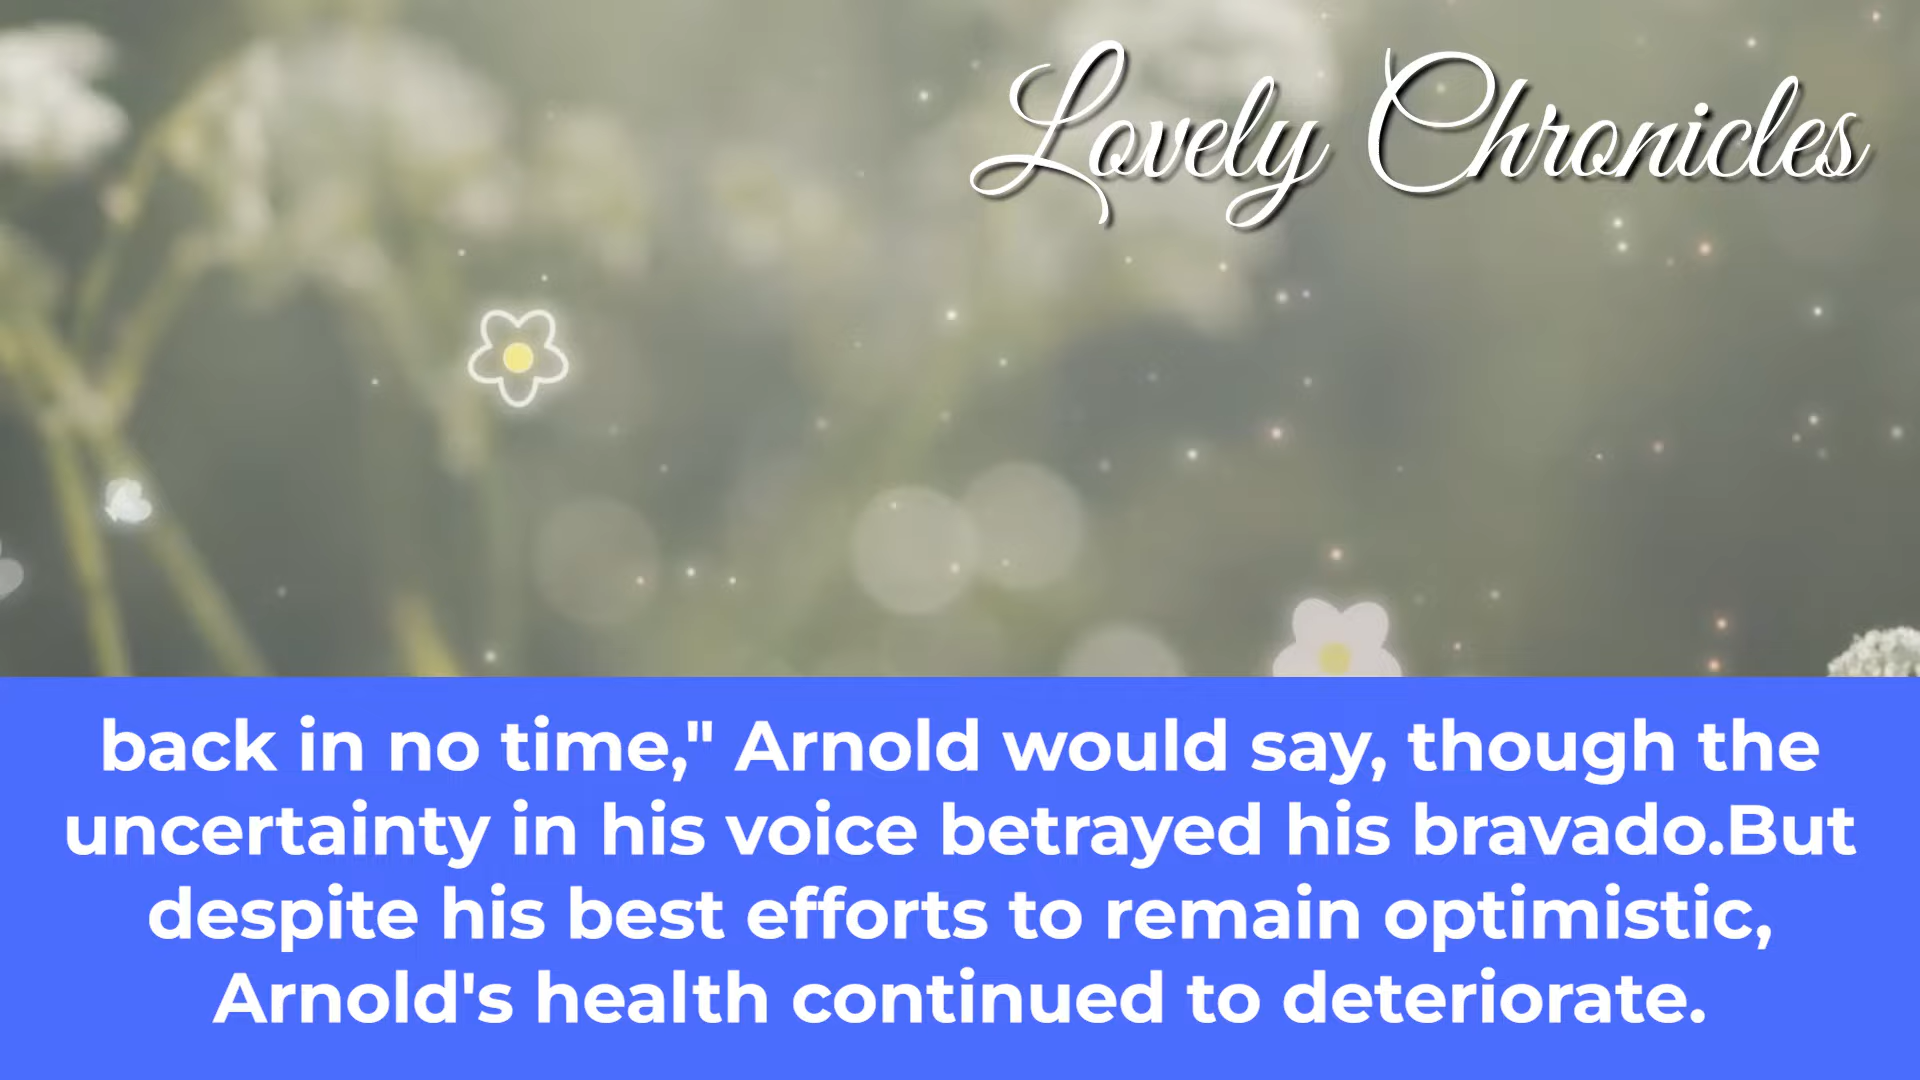 Lovely Chronicles
back in no time," Arnold would say, though the
uncertainty in his voice betrayed his bravado.But
despite his best efforts to remain optimistic,
Arnold's health continued to deteriorate.